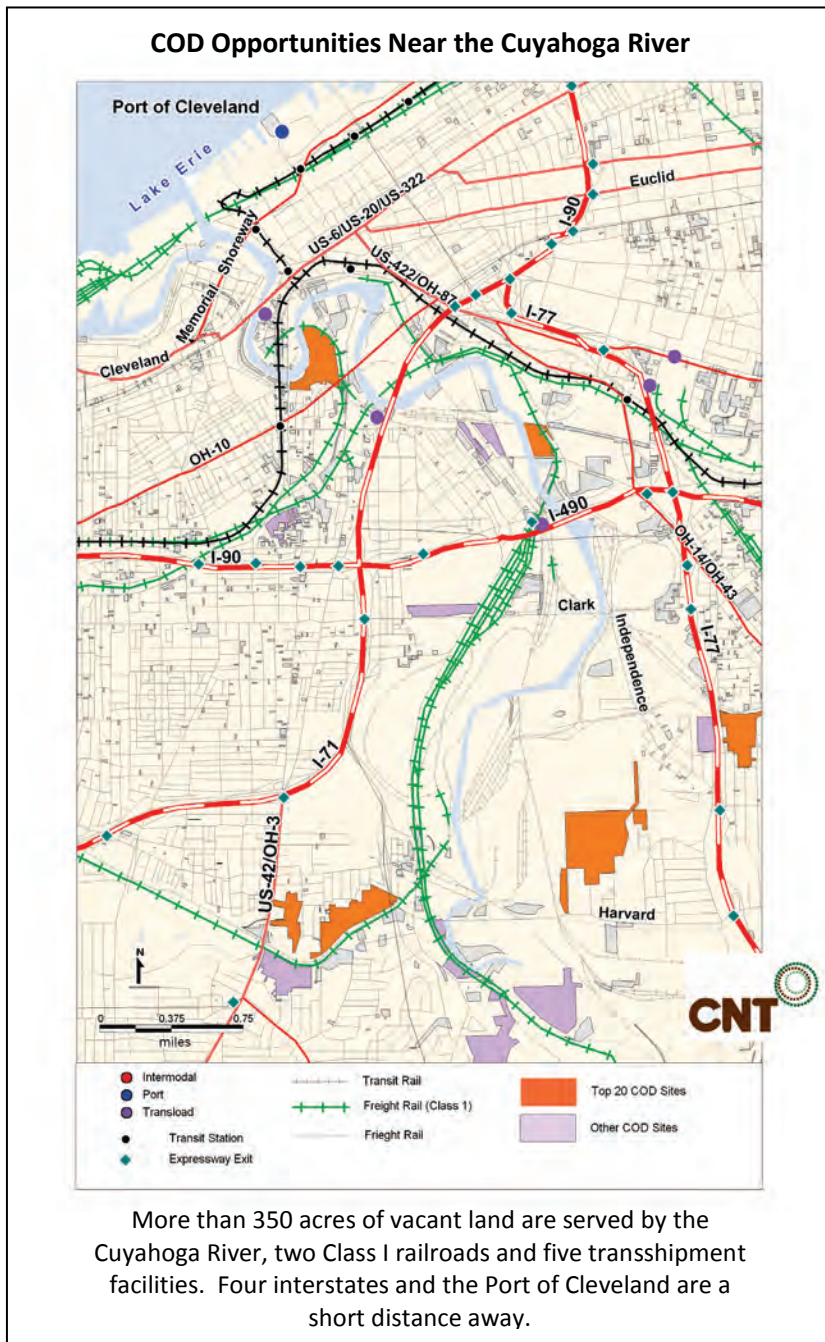 COD Opportunities Near the Cuyahoga River
Port of Cleveland
Lake Erie
Memorial Shoreway
US-6/US-20/US-322
Euclid
I-90
US-422/OH-87
I-77
Cleveland
OH-10
I-490
I-90
OH-14/OH-43
Clark
Independence
I-77
I-71
US-42/OH-3
Harvard
N
0 0.375 0.75
miles
CNT
Intermodal
Port
Transload
Transit Station
Expressway Exit
Transit Rail
Freight Rail (Class 1)
Frieght Rail
Top 20 COD Sites
Other COD Sites
More than 350 acres of vacant land are served by the
Cuyahoga River, two Class I railroads and five transshipment
facilities. Four interstates and the Port of Cleveland are a
short distance away.